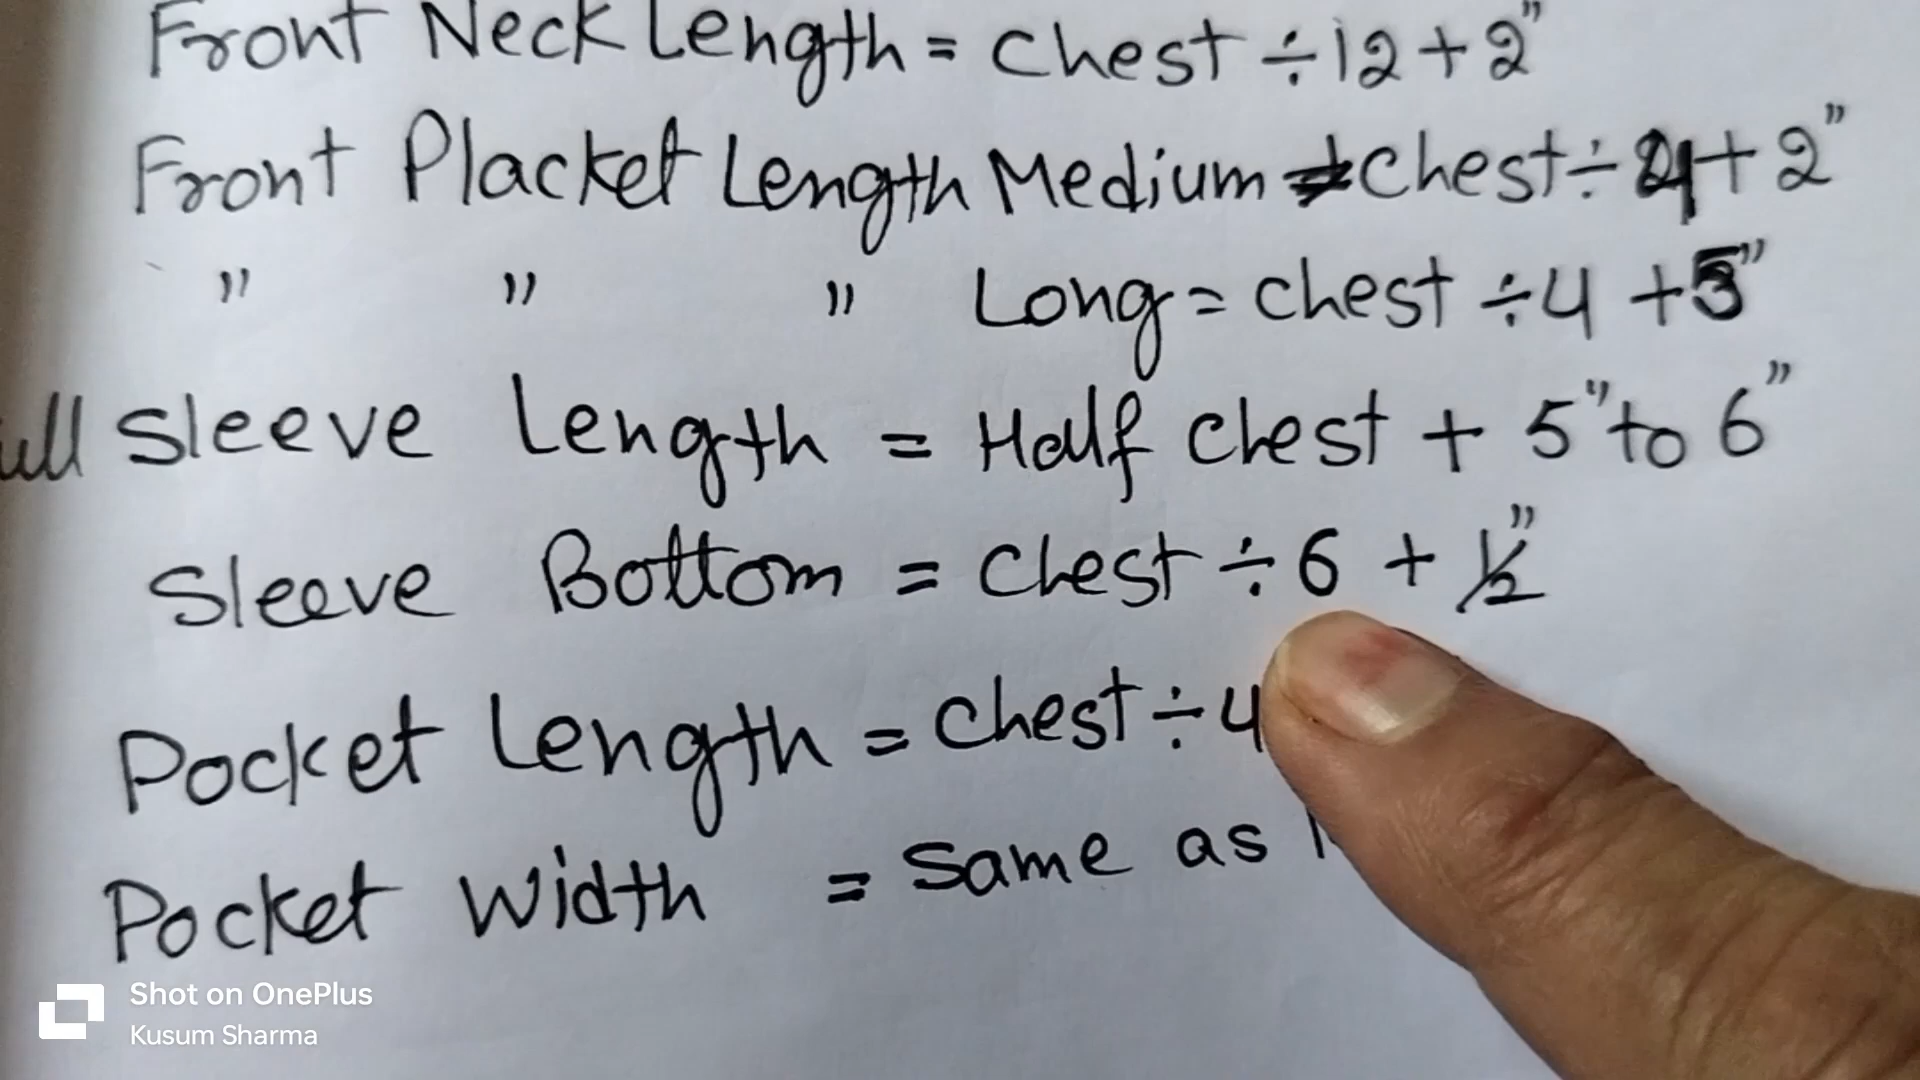 Front Neck Length = Chest ÷ 12 + 2"
Front Placket Length Medium = Chest ÷ 4 + 2"
" " " Long = Chest ÷ 4 + 5"
ull Sleeve Length = Half Chest + 5" to 6"
Sleeve Bottom = Chest ÷ 6 + 1/2"
Pocket Length = Chest ÷ 4
Pocket Width = Same as
Shot on OnePlus
Kusum Sharma